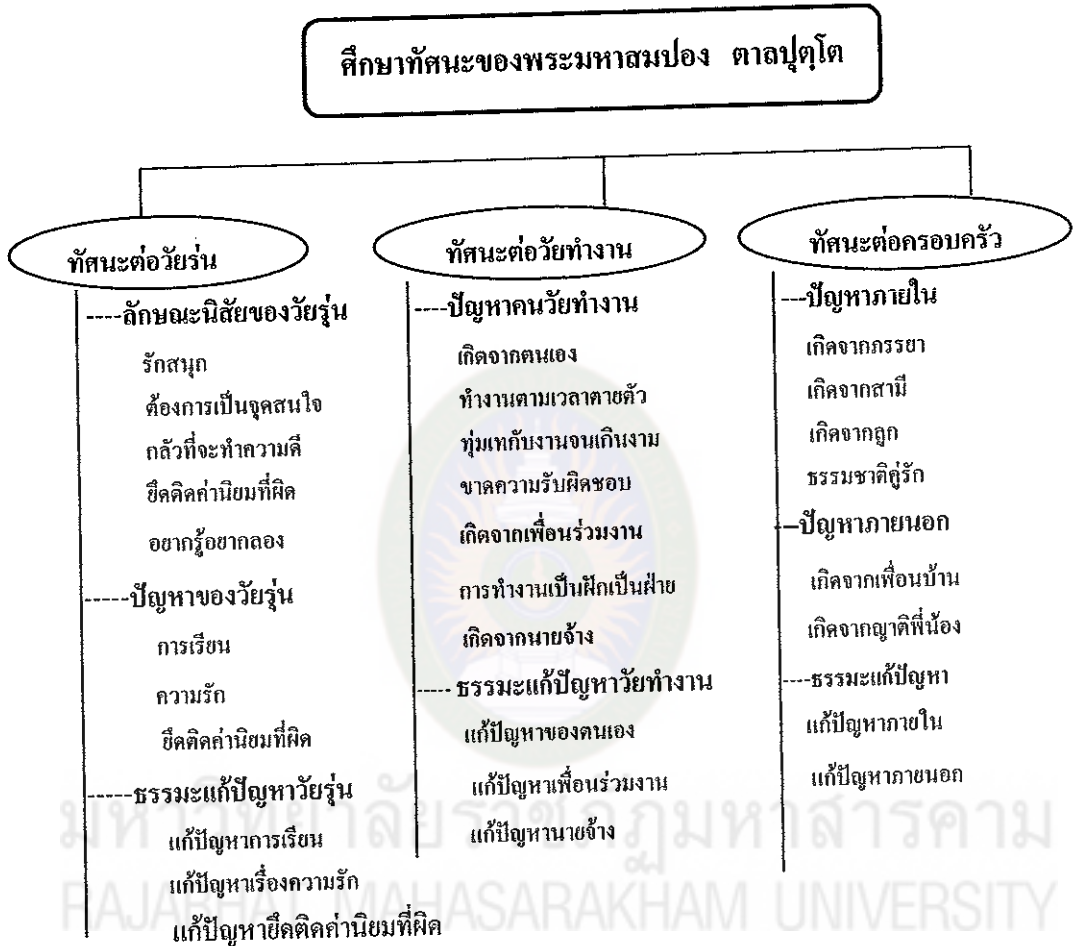 ศึกษาทัศนะของพระมหาสมปอง ตาลปุตฺโต
ทัศนะต่อวัยร่น
----ลักษณะนิสัยของวัยรุ่น
รักสนุก
ต้องการเป็นจุดสนใจ
กลัวที่จะทำความดี
ยึดติดค่านิยมที่ผิด
อยากรู้อยากลอง
-----ปัญหาของวัยรุ่น
การเรียน
ความรัก
ยึดติดค่านิยมที่ผิด
-----ธรรมะแก้ปัญหาวัยรุ่น
แก้ปัญหาการเรียน
แก้ปัญหาเรื่องความรัก
แก้ปัญหายึดติดค่านิยมที่ผิด
ทัศนะต่อวัยทำงาน
----ปัญหาคนวัยทำงาน
เกิดจากตนเอง
ทำงานตามเวลาตายตัว
ทุ่มเทกับงานจนเกินงาม
ขาดความรับผิดชอบ
เกิดจากเพื่อนร่วมงาน
การทำงานเป็นฝักเป็นฝ่าย
เกิดจากนายจ้าง
----- ธรรมะแก้ปัญหาวัยทำงาน
แก้ปัญหาของตนเอง
แก้ปัญหาเพื่อนร่วมงาน
แก้ปัญหานายจ้าง
ทัศนะต่อครอบครัว
---ปัญหาภายใน
เกิดจากภรรยา
เกิดจากสามี
เกิดจากลูก
ธรรมชาติคู่รัก
---ปัญหาภายนอก
เกิดจากเพื่อนบ้าน
เกิดจากญาติพี่น้อง
----ธรรมะแก้ปัญหา
แก้ปัญหาภายใน
แก้ปัญหาภายนอก
มหาวิทยาลัยราชภัฏมหาสารคาม
RAJABHAT MAHASARAKHAM UNIVERSITY